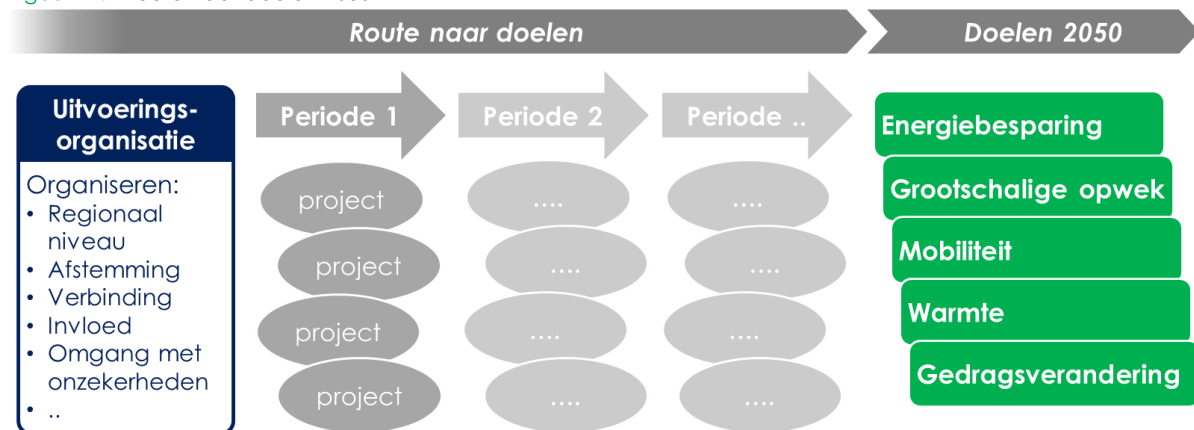 Route naar doelen
Doelen 2050
Uitvoerings-
organisatie
Organiseren:
• Regionaal
niveau
• Afstemming
• Verbinding
• Invloed
• Omgang met
onzekerheden
• ..
Periode 1
project
project
project
project
Periode 2
....
....
....
....
Periode ..
....
....
....
....
Energiebesparing
Grootschalige opwek
Mobiliteit
Warmte
Gedragsverandering